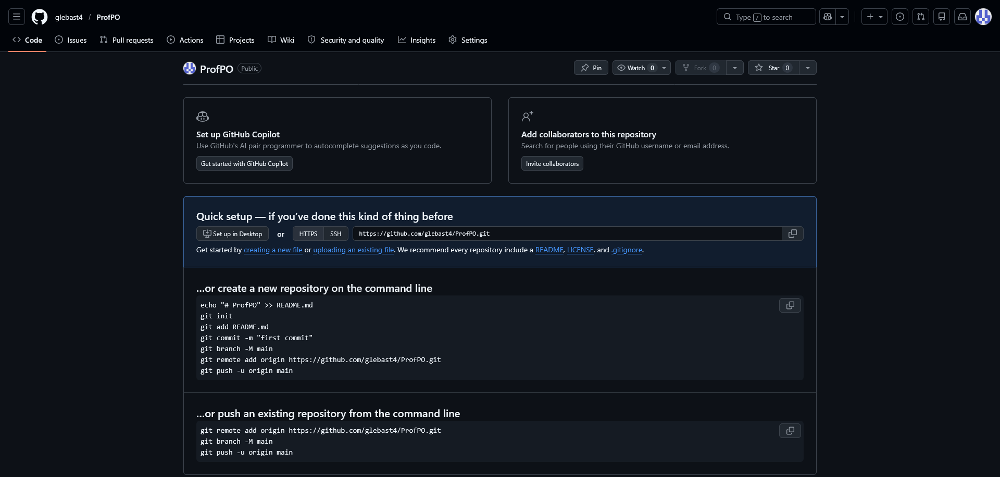 glebast4 / ProfPO
Type / to search
Code Issues Pull requests Actions Projects Wiki Security and quality Insights Settings
ProfPO Public
Pin Watch 0 Fork 0 Star 0
Set up GitHub Copilot
Use GitHub's AI pair programmer to autocomplete suggestions as you code.
Get started with GitHub Copilot
Add collaborators to this repository
Search for people using their GitHub username or email address.
Invite collaborators
Quick setup — if you’ve done this kind of thing before
Set up in Desktop or HTTPS SSH https://github.com/glebast4/ProfPO.git
Get started by creating a new file or uploading an existing file. We recommend every repository include a README, LICENSE, and .gitignore.
…or create a new repository on the command line
echo "# ProfPO" >> README.md
git init
git add README.md
git commit -m "first commit"
git branch -M main
git remote add origin https://github.com/glebast4/ProfPO.git
git push -u origin main
…or push an existing repository from the command line
git remote add origin https://github.com/glebast4/ProfPO.git
git branch -M main
git push -u origin main